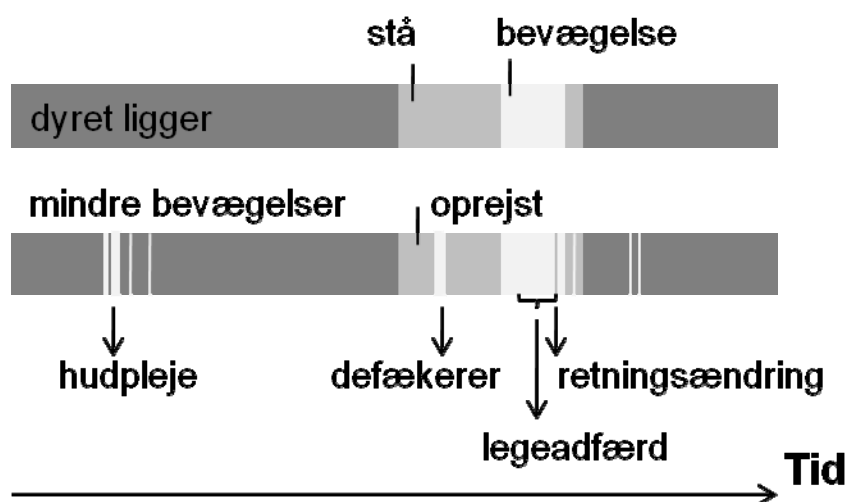 stå bevægelse
dyret ligger
mindre bevægelser oprejst
hudpleje defækerer retningsændring
legeadfærd
Tid